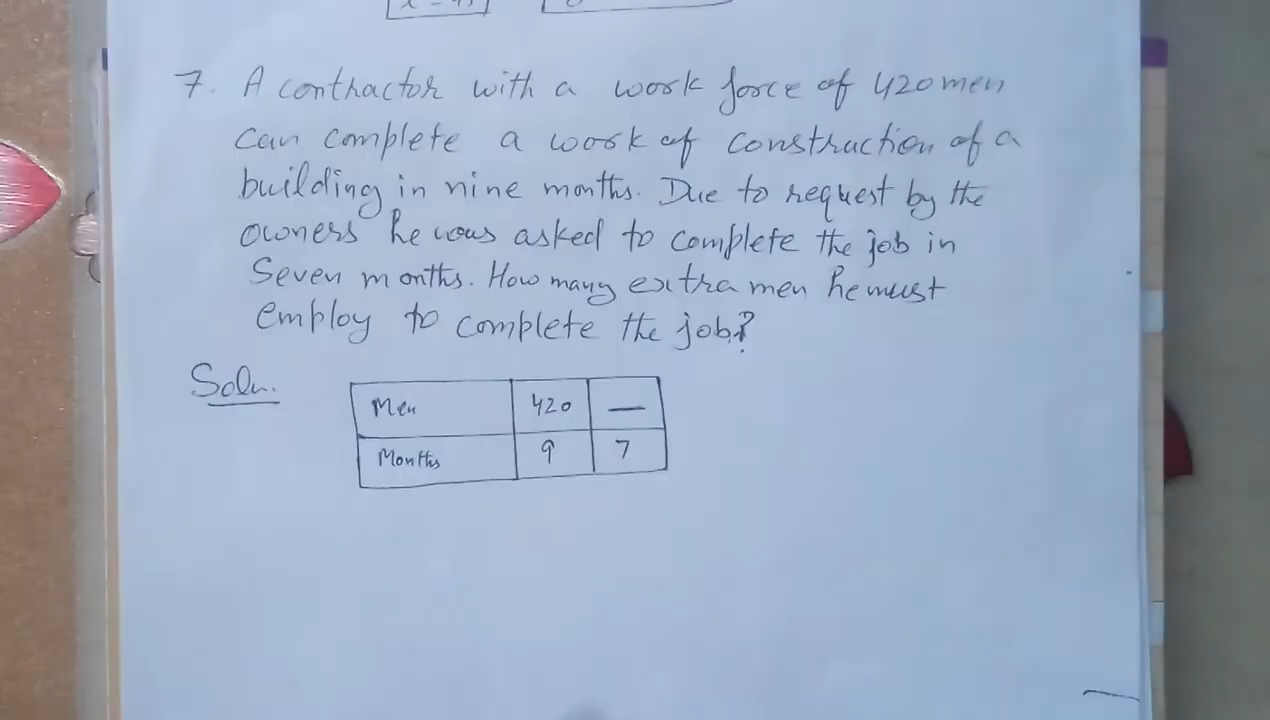 7. A contractor with a work force of 420 men
can complete a work of construction of a
building in nine months. Due to request by the
owners he was asked to complete the job in
Seven months. How many extra men he must
employ to complete the job?
Soln.
Men 420 —
Months 9 7